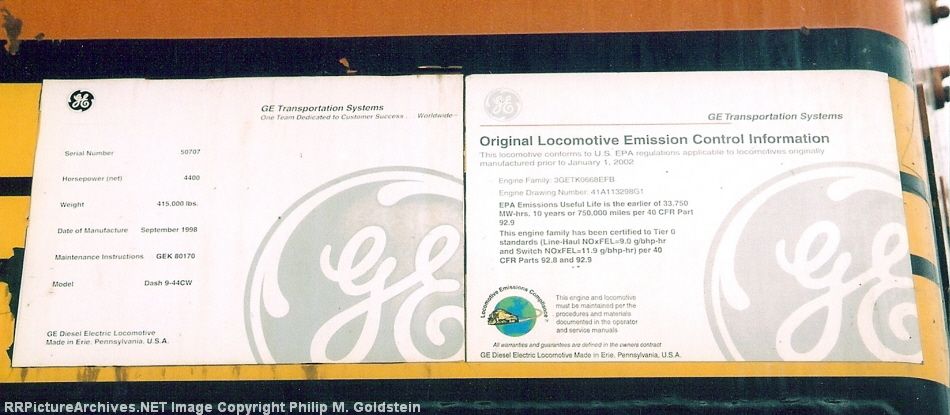 GE Transportation Systems
One Team Dedicated to Customer Success . . . Worldwide
Serial Number 50707
Horsepower (net) 4400
Weight 415,000 lbs.
Date of Manufacture September 1998
Maintenance Instructions GEK 80170
Model Dash 9-44CW
GE Diesel Electric Locomotive
Made in Erie, Pennsylvania, U.S.A.
GE Transportation Systems
Original Locomotive Emission Control Information
This locomotive conforms to U.S. EPA regulations applicable to locomotives originally
manufactured prior to January 1, 2002
Engine Family: 3GETK0668EFB
Engine Drawing Number: 41A113298G1
EPA Emissions Useful Life is the earlier of 33,750
MW-hrs, 10 years or 750,000 miles per 40 CFR Part
92.9
This engine family has been certified to Tier 0
standards (Line-Haul NOxFEL=9.0 g/bhp-hr
and Switch NOxFEL=11.9 g/bhp-hr) per 40
CFR Parts 92.8 and 92.9
Locomotive Emissions Compliance
This engine and locomotive
must be maintained per the
procedures and materials
documented in the operator
and service manuals
All warranties and guarantees are defined in the owners contract
GE Diesel Electric Locomotive Made in Erie, Pennsylvania, U.S.A.
RRPictureArchives.NET Image Copyright Philip M. Goldstein